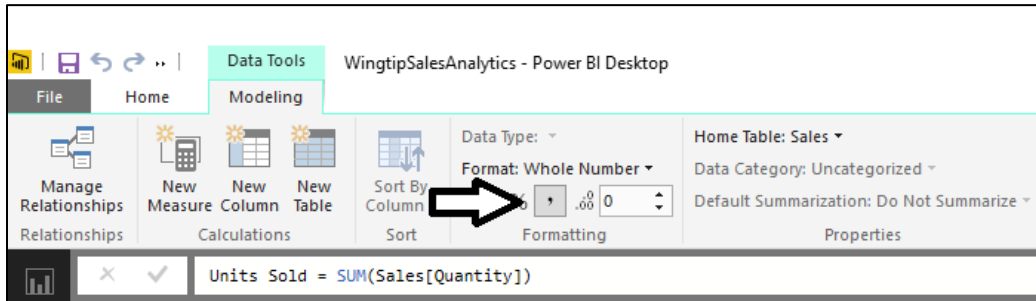 Data Tools WingtipSalesAnalytics - Power BI Desktop
File Home Modeling
Manage Relationships
New Measure
New Column
New Table
Sort By Column
Data Type:
Format: Whole Number
% , .00 0
Home Table: Sales
Data Category: Uncategorized
Default Summarization: Do Not Summarize
Relationships Calculations Sort Formatting Properties
Units Sold = SUM(Sales[Quantity])